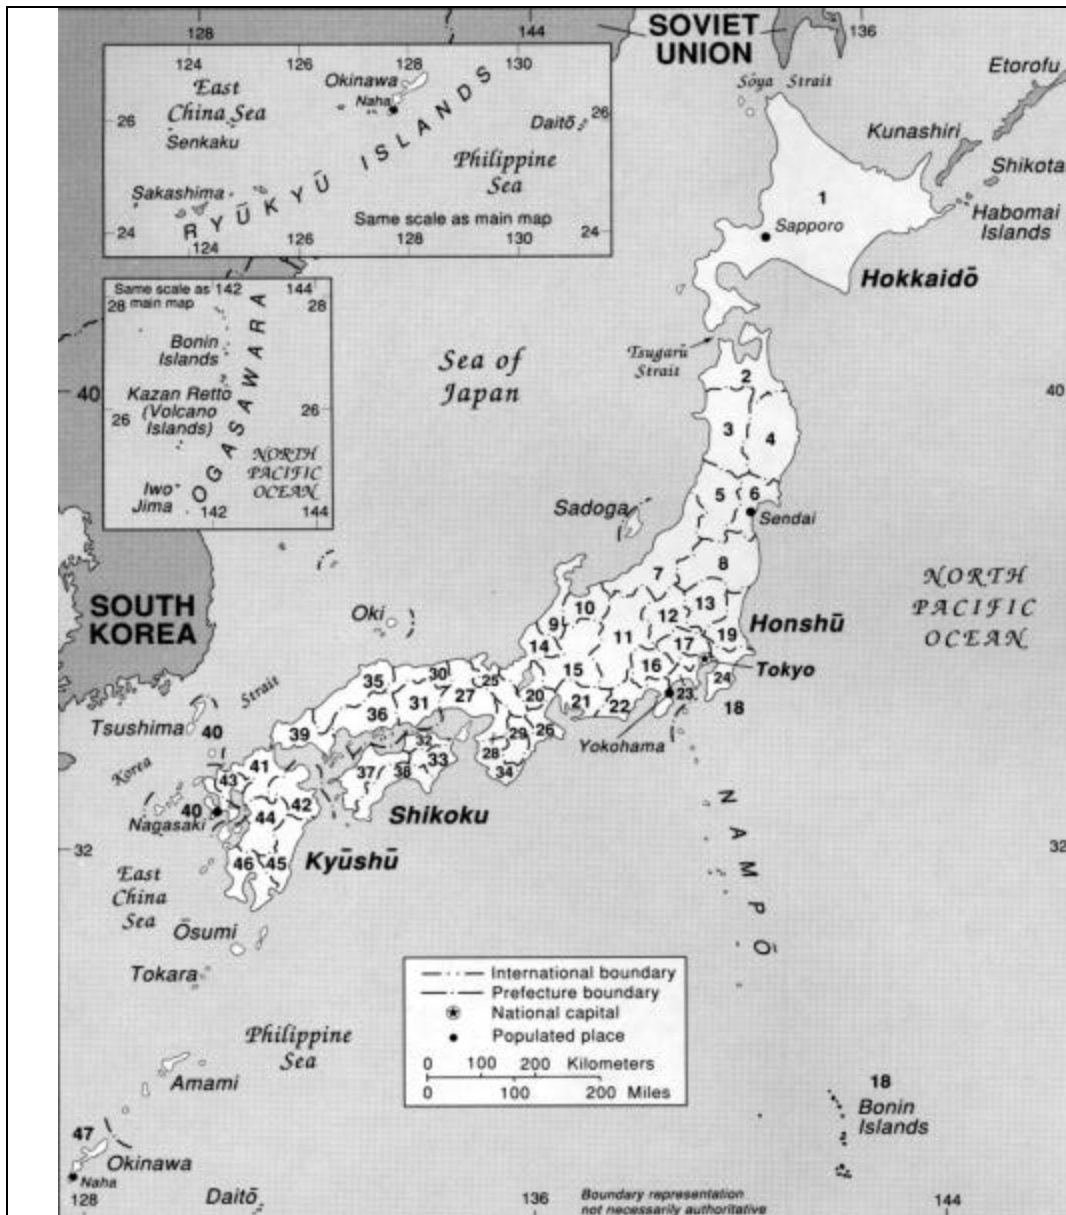 128
144
SOVIET
UNION
136
124
126
128
130
East
China Sea
Okinawa
Naha
26
Senkaku
Daitō
26
Philippine
Sea
Sakashima
RYŪKYŪ ISLANDS
Same scale as main map
24
124
126
128
130
24
Sōya Strait
Etorofu
Kunashiri
Shikota
Habomai
Islands
1
Sapporo
Hokkaidō
Same scale as
main map
142
144
28
28
Bonin
Islands
Kazan Retto
(Volcano
Islands)
26
26
OGASAWARA
NORTH
PACIFIC
OCEAN
Iwo
Jima
142
144
40
Sea of
Japan
Tsugarū
Strait
40
2
3
4
5
6
Sendai
Sadoga
7
8
NORTH
PACIFIC
OCEAN
SOUTH
KOREA
Oki
10
9
11
12
13
Honshū
14
15
16
17
19
Tokyo
35
30
25
27
31
36
20
21
22
23
24
18
Strait
Tsushima
40
39
32
33
29
26
28
34
Yokohama
Korea
41
43
37
38
40
Nagasaki
42
44
Shikoku
46
45
Kyūshū
32
32
NAMPŌ
East
China
Sea
Ōsumi
Tokara
International boundary
Prefecture boundary
National capital
Populated place
0 100 200 Kilometers
0 100 200 Miles
Philippine
Sea
Amami
18
Bonin
Islands
47
Okinawa
Naha
128
Daitō
136
Boundary representation
not necessarily authoritative
144